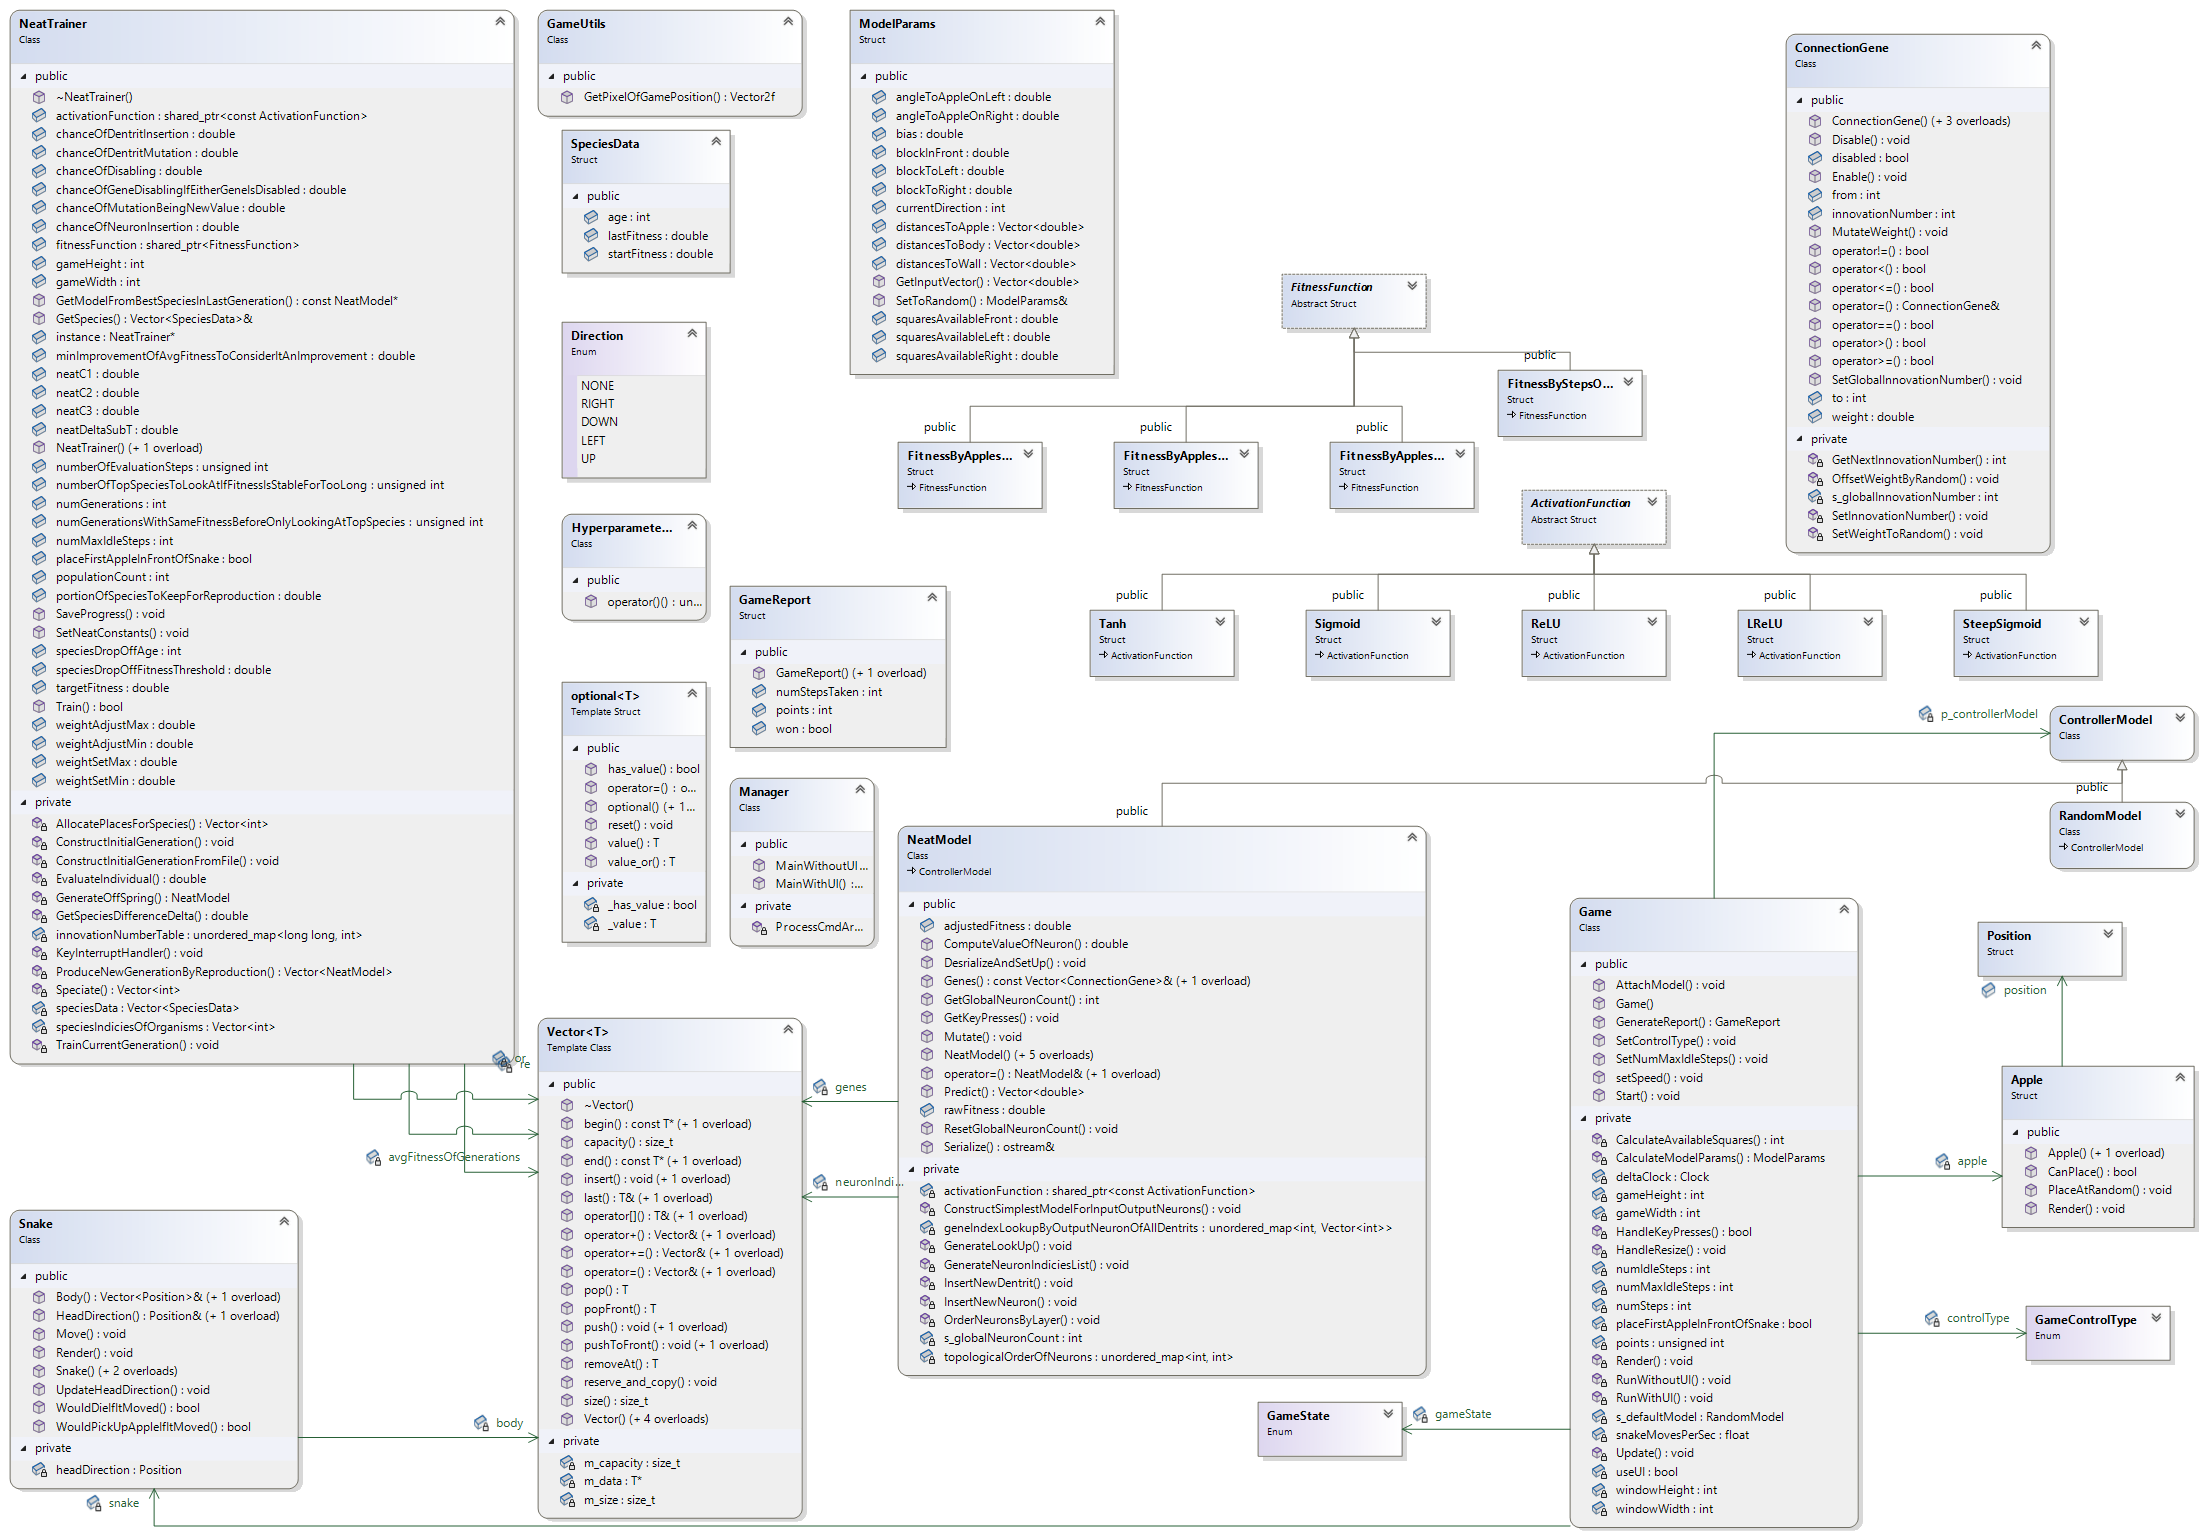 NeatTrainer
Class
public
~NeatTrainer()
activationFunction : shared_ptr<const ActivationFunction>
chanceOfDentritInsertion : double
chanceOfDentritMutation : double
chanceOfDisabling : double
chanceOfGeneDisablingIfEitherGeneIsDisabled : double
chanceOfMutationBeingNewValue : double
chanceOfNeuronInsertion : double
fitnessFunction : shared_ptr<FitnessFunction>
gameHeight : int
gameWidth : int
GetModelFromBestSpeciesInLastGeneration() : const NeatModel*
GetSpecies() : Vector<SpeciesData>&
instance : NeatTrainer*
minImprovementOfAvgFitnessToConsiderItAnImprovement : double
neatC1 : double
neatC2 : double
neatC3 : double
neatDeltaSubT : double
NeatTrainer() (+ 1 overload)
numberOfEvaluationSteps : unsigned int
numberOfTopSpeciesToLookAtIfFitnessIsStableForTooLong : unsigned int
numGenerations : int
numGenerationsWithSameFitnessBeforeOnlyLookingAtTopSpecies : unsigned int
numMaxIdleSteps : int
placeFirstAppleInFrontOfSnake : bool
populationCount : int
portionOfSpeciesToKeepForReproduction : double
SaveProgress() : void
SetNeatConstants() : void
speciesDropOffAge : int
speciesDropOffFitnessThreshold : double
targetFitness : double
Train() : bool
weightAdjustMax : double
weightAdjustMin : double
weightSetMax : double
weightSetMin : double
private
AllocatePlacesForSpecies() : Vector<int>
ConstructInitialGeneration() : void
ConstructInitialGenerationFromFile() : void
EvaluateIndividual() : double
GenerateOffSpring() : NeatModel
GetSpeciesDifferenceDelta() : double
innovationNumberTable : unordered_map<long long, int>
KeyInterruptHandler() : void
ProduceNewGenerationByReproduction() : Vector<NeatModel>
Speciate() : Vector<int>
speciesData : Vector<SpeciesData>
speciesIndiciesOfOrganisms : Vector<int>
TrainCurrentGeneration() : void
or
re
avgFitnessOfGenerations
Snake
Class
public
Body() : Vector<Position>& (+ 1 overload)
HeadDirection() : Position& (+ 1 overload)
Move() : void
Render() : void
Snake() (+ 2 overloads)
UpdateHeadDirection() : void
WouldDieIfItMoved() : bool
WouldPickUpAppleIfItMoved() : bool
private
headDirection : Position
snake
body
GameUtils
Class
public
GetPixelOfGamePosition() : Vector2f
SpeciesData
Struct
public
age : int
lastFitness : double
startFitness : double
Direction
Enum
NONE
RIGHT
DOWN
LEFT
UP
Hyperparamete...
Class
public
operator()() : un...
optional<T>
Template Struct
public
has_value() : bool
operator=() : o...
optional() (+ 1...
reset() : void
value() : T
value_or() : T
private
_has_value : bool
_value : T
GameReport
Struct
public
GameReport() (+ 1 overload)
numStepsTaken : int
points : int
won : bool
Manager
Class
public
MainWithoutUI...
MainWithUI() :...
private
ProcessCmdAr...
Vector<T>
Template Class
public
~Vector()
begin() : const T* (+ 1 overload)
capacity() : size_t
end() : const T* (+ 1 overload)
insert() : void (+ 1 overload)
last() : T& (+ 1 overload)
operator[]() : T& (+ 1 overload)
operator+() : Vector& (+ 1 overload)
operator+=() : Vector& (+ 1 overload)
operator=() : Vector& (+ 1 overload)
pop() : T
popFront() : T
push() : void (+ 1 overload)
pushToFront() : void (+ 1 overload)
removeAt() : T
reserve_and_copy() : void
size() : size_t
Vector() (+ 4 overloads)
private
m_capacity : size_t
m_data : T*
m_size : size_t
ModelParams
Struct
public
angleToAppleOnLeft : double
angleToAppleOnRight : double
bias : double
blockInFront : double
blockToLeft : double
blockToRight : double
currentDirection : int
distancesToApple : Vector<double>
distancesToBody : Vector<double>
distancesToWall : Vector<double>
GetInputVector() : Vector<double>
SetToRandom() : ModelParams&
squaresAvailableFront : double
squaresAvailableLeft : double
squaresAvailableRight : double
FitnessFunction
Abstract Struct
public
FitnessByStepsO...
Struct
FitnessFunction
public
FitnessByApples...
Struct
FitnessFunction
public
FitnessByApples...
Struct
FitnessFunction
public
FitnessByApples...
Struct
FitnessFunction
ActivationFunction
Abstract Struct
public
Tanh
Struct
ActivationFunction
public
Sigmoid
Struct
ActivationFunction
public
ReLU
Struct
ActivationFunction
public
LReLU
Struct
ActivationFunction
public
SteepSigmoid
Struct
ActivationFunction
ConnectionGene
Class
public
ConnectionGene() (+ 3 overloads)
Disable() : void
disabled : bool
Enable() : void
from : int
innovationNumber : int
MutateWeight() : void
operator!=() : bool
operator<() : bool
operator<=() : bool
operator=() : ConnectionGene&
operator==() : bool
operator>() : bool
operator>=() : bool
SetGlobalInnovationNumber() : void
to : int
weight : double
private
GetNextInnovationNumber() : int
OffsetWeightByRandom() : void
s_globalInnovationNumber : int
SetInnovationNumber() : void
SetWeightToRandom() : void
p_controllerModel
ControllerModel
Class
public
RandomModel
Class
ControllerModel
public
NeatModel
Class
ControllerModel
public
adjustedFitness : double
ComputeValueOfNeuron() : double
DesrializeAndSetUp() : void
Genes() : const Vector<ConnectionGene>& (+ 1 overload)
GetGlobalNeuronCount() : int
GetKeyPresses() : void
Mutate() : void
NeatModel() (+ 5 overloads)
operator=() : NeatModel& (+ 1 overload)
Predict() : Vector<double>
rawFitness : double
ResetGlobalNeuronCount() : void
Serialize() : ostream&
private
activationFunction : shared_ptr<const ActivationFunction>
ConstructSimplestModelForInputOutputNeurons() : void
geneIndexLookupByOutputNeuronOfAllDentrits : unordered_map<int, Vector<int>>
GenerateLookUp() : void
GenerateNeuronIndiciesList() : void
InsertNewDentrit() : void
InsertNewNeuron() : void
OrderNeuronsByLayer() : void
s_globalNeuronCount : int
topologicalOrderOfNeurons : unordered_map<int, int>
genes
neuronIndi...
Game
Class
public
AttachModel() : void
Game()
GenerateReport() : GameReport
SetControlType() : void
SetNumMaxIdleSteps() : void
setSpeed() : void
Start() : void
private
CalculateAvailableSquares() : int
CalculateModelParams() : ModelParams
deltaClock : Clock
gameHeight : int
gameWidth : int
HandleKeyPresses() : bool
HandleResize() : void
numIdleSteps : int
numMaxIdleSteps : int
numSteps : int
placeFirstAppleInFrontOfSnake : bool
points : unsigned int
Render() : void
RunWithoutUI() : void
RunWithUI() : void
s_defaultModel : RandomModel
snakeMovesPerSec : float
Update() : void
useUI : bool
windowHeight : int
windowWidth : int
gameState
GameState
Enum
Position
Struct
position
Apple
Struct
public
Apple() (+ 1 overload)
CanPlace() : bool
PlaceAtRandom() : void
Render() : void
apple
controlType
GameControlType
Enum